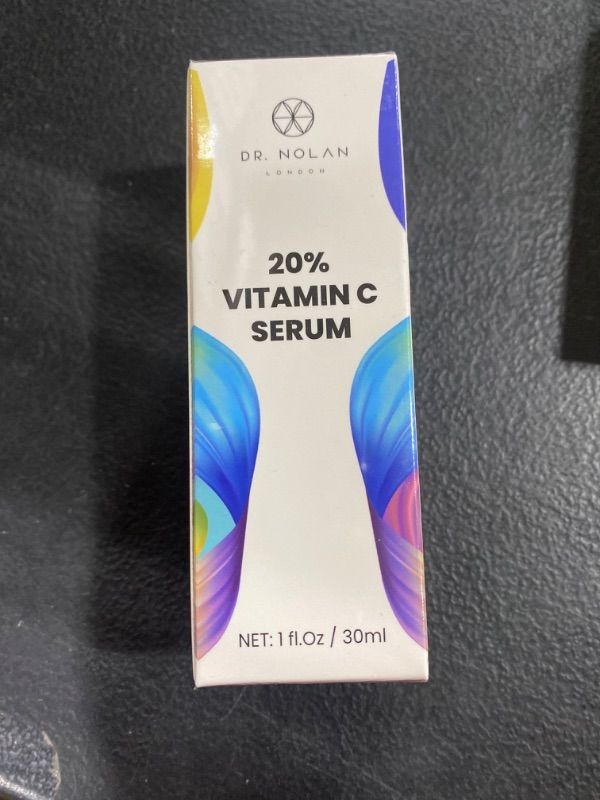 DR. NOLAN
LONDON
20%
VITAMIN C
SERUM
NET: 1 fl.Oz / 30ml